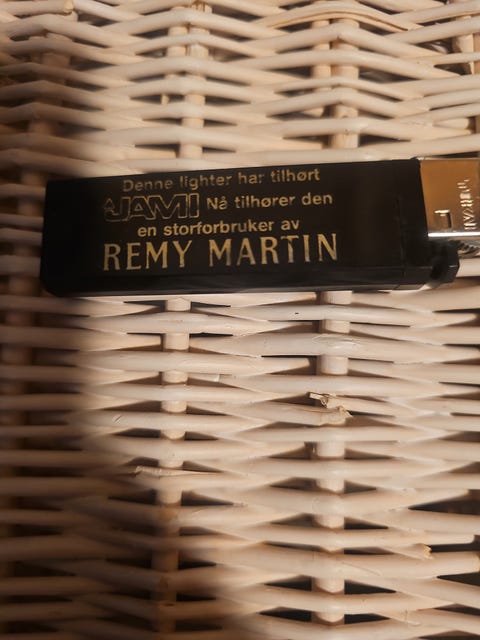 Denne lighter har tilhørt
JAMI Nå tilhører den
en storforbruker av
REMY MARTIN